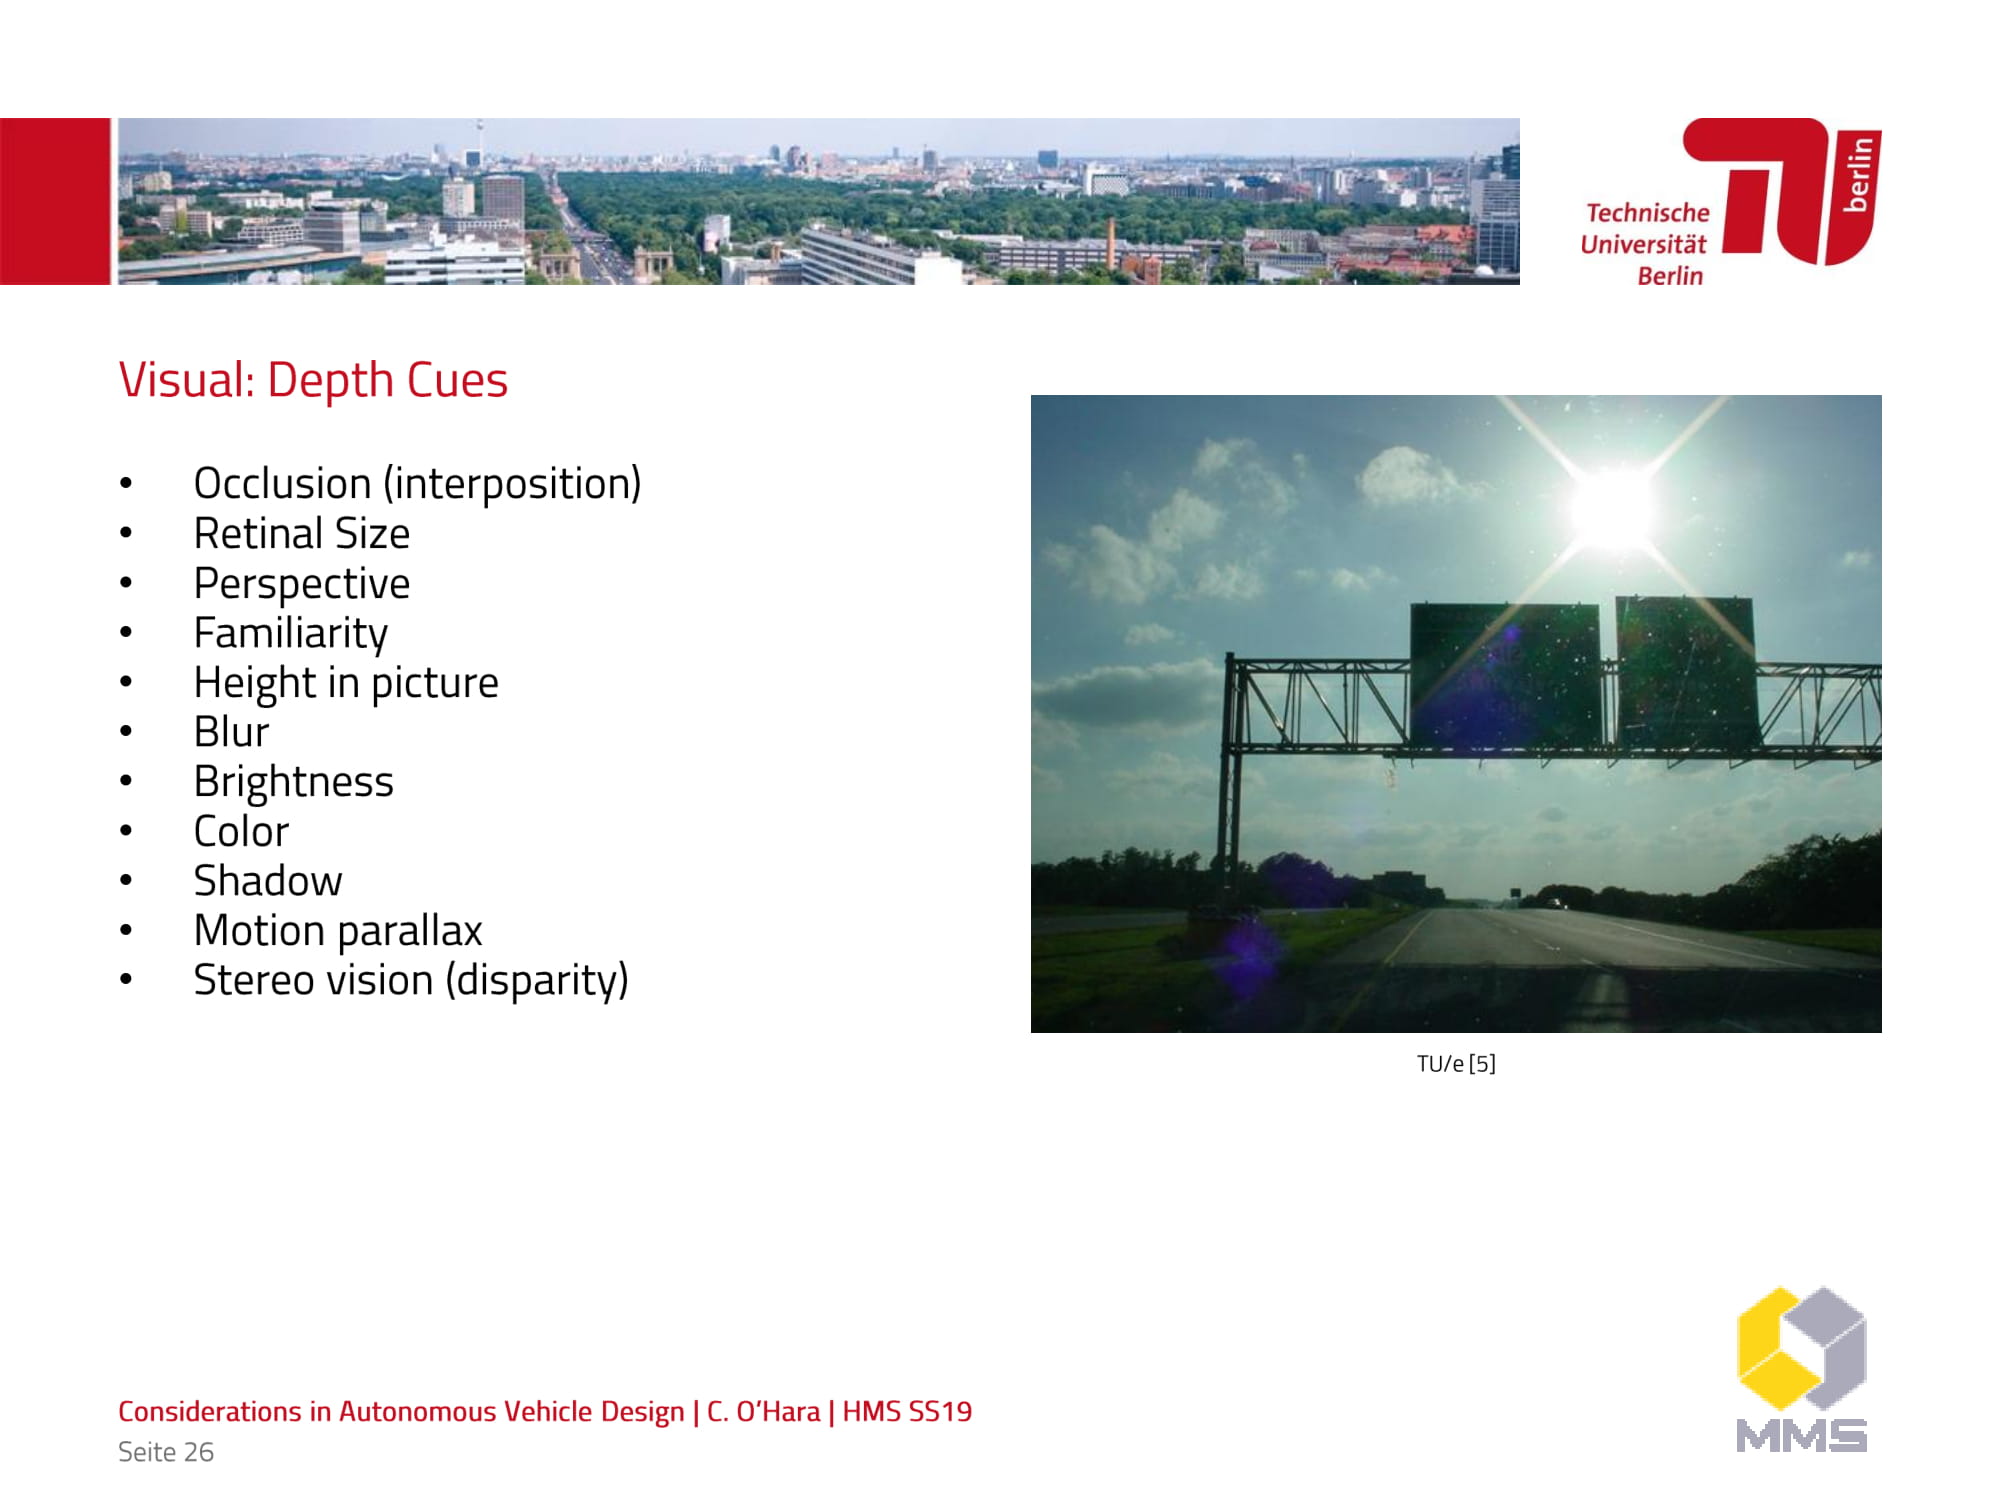 Technische
Universität
Berlin
berlin
Visual: Depth Cues
• Occlusion (interposition)
• Retinal Size
• Perspective
• Familiarity
• Height in picture
• Blur
• Brightness
• Color
• Shadow
• Motion parallax
• Stereo vision (disparity)
TU/e [5]
Considerations in Autonomous Vehicle Design | C. O’Hara | HMS SS19
Seite 26
MMS